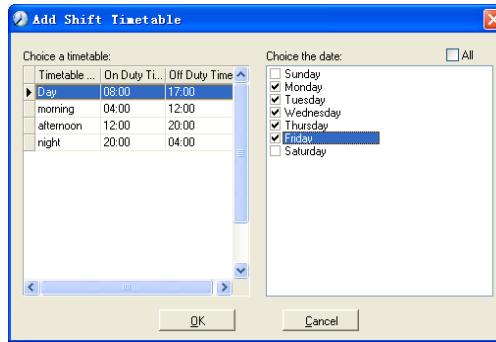 Add Shift Timetable
Choice a timetable:
Timetable ... On Duty Ti... Off Duty Time
Day 08:00 17:00
morning 04:00 12:00
afternoon 12:00 20:00
night 20:00 04:00
Choice the date:
All
Sunday
Monday
Tuesday
Wednesday
Thursday
Friday
Saturday
OK
Cancel